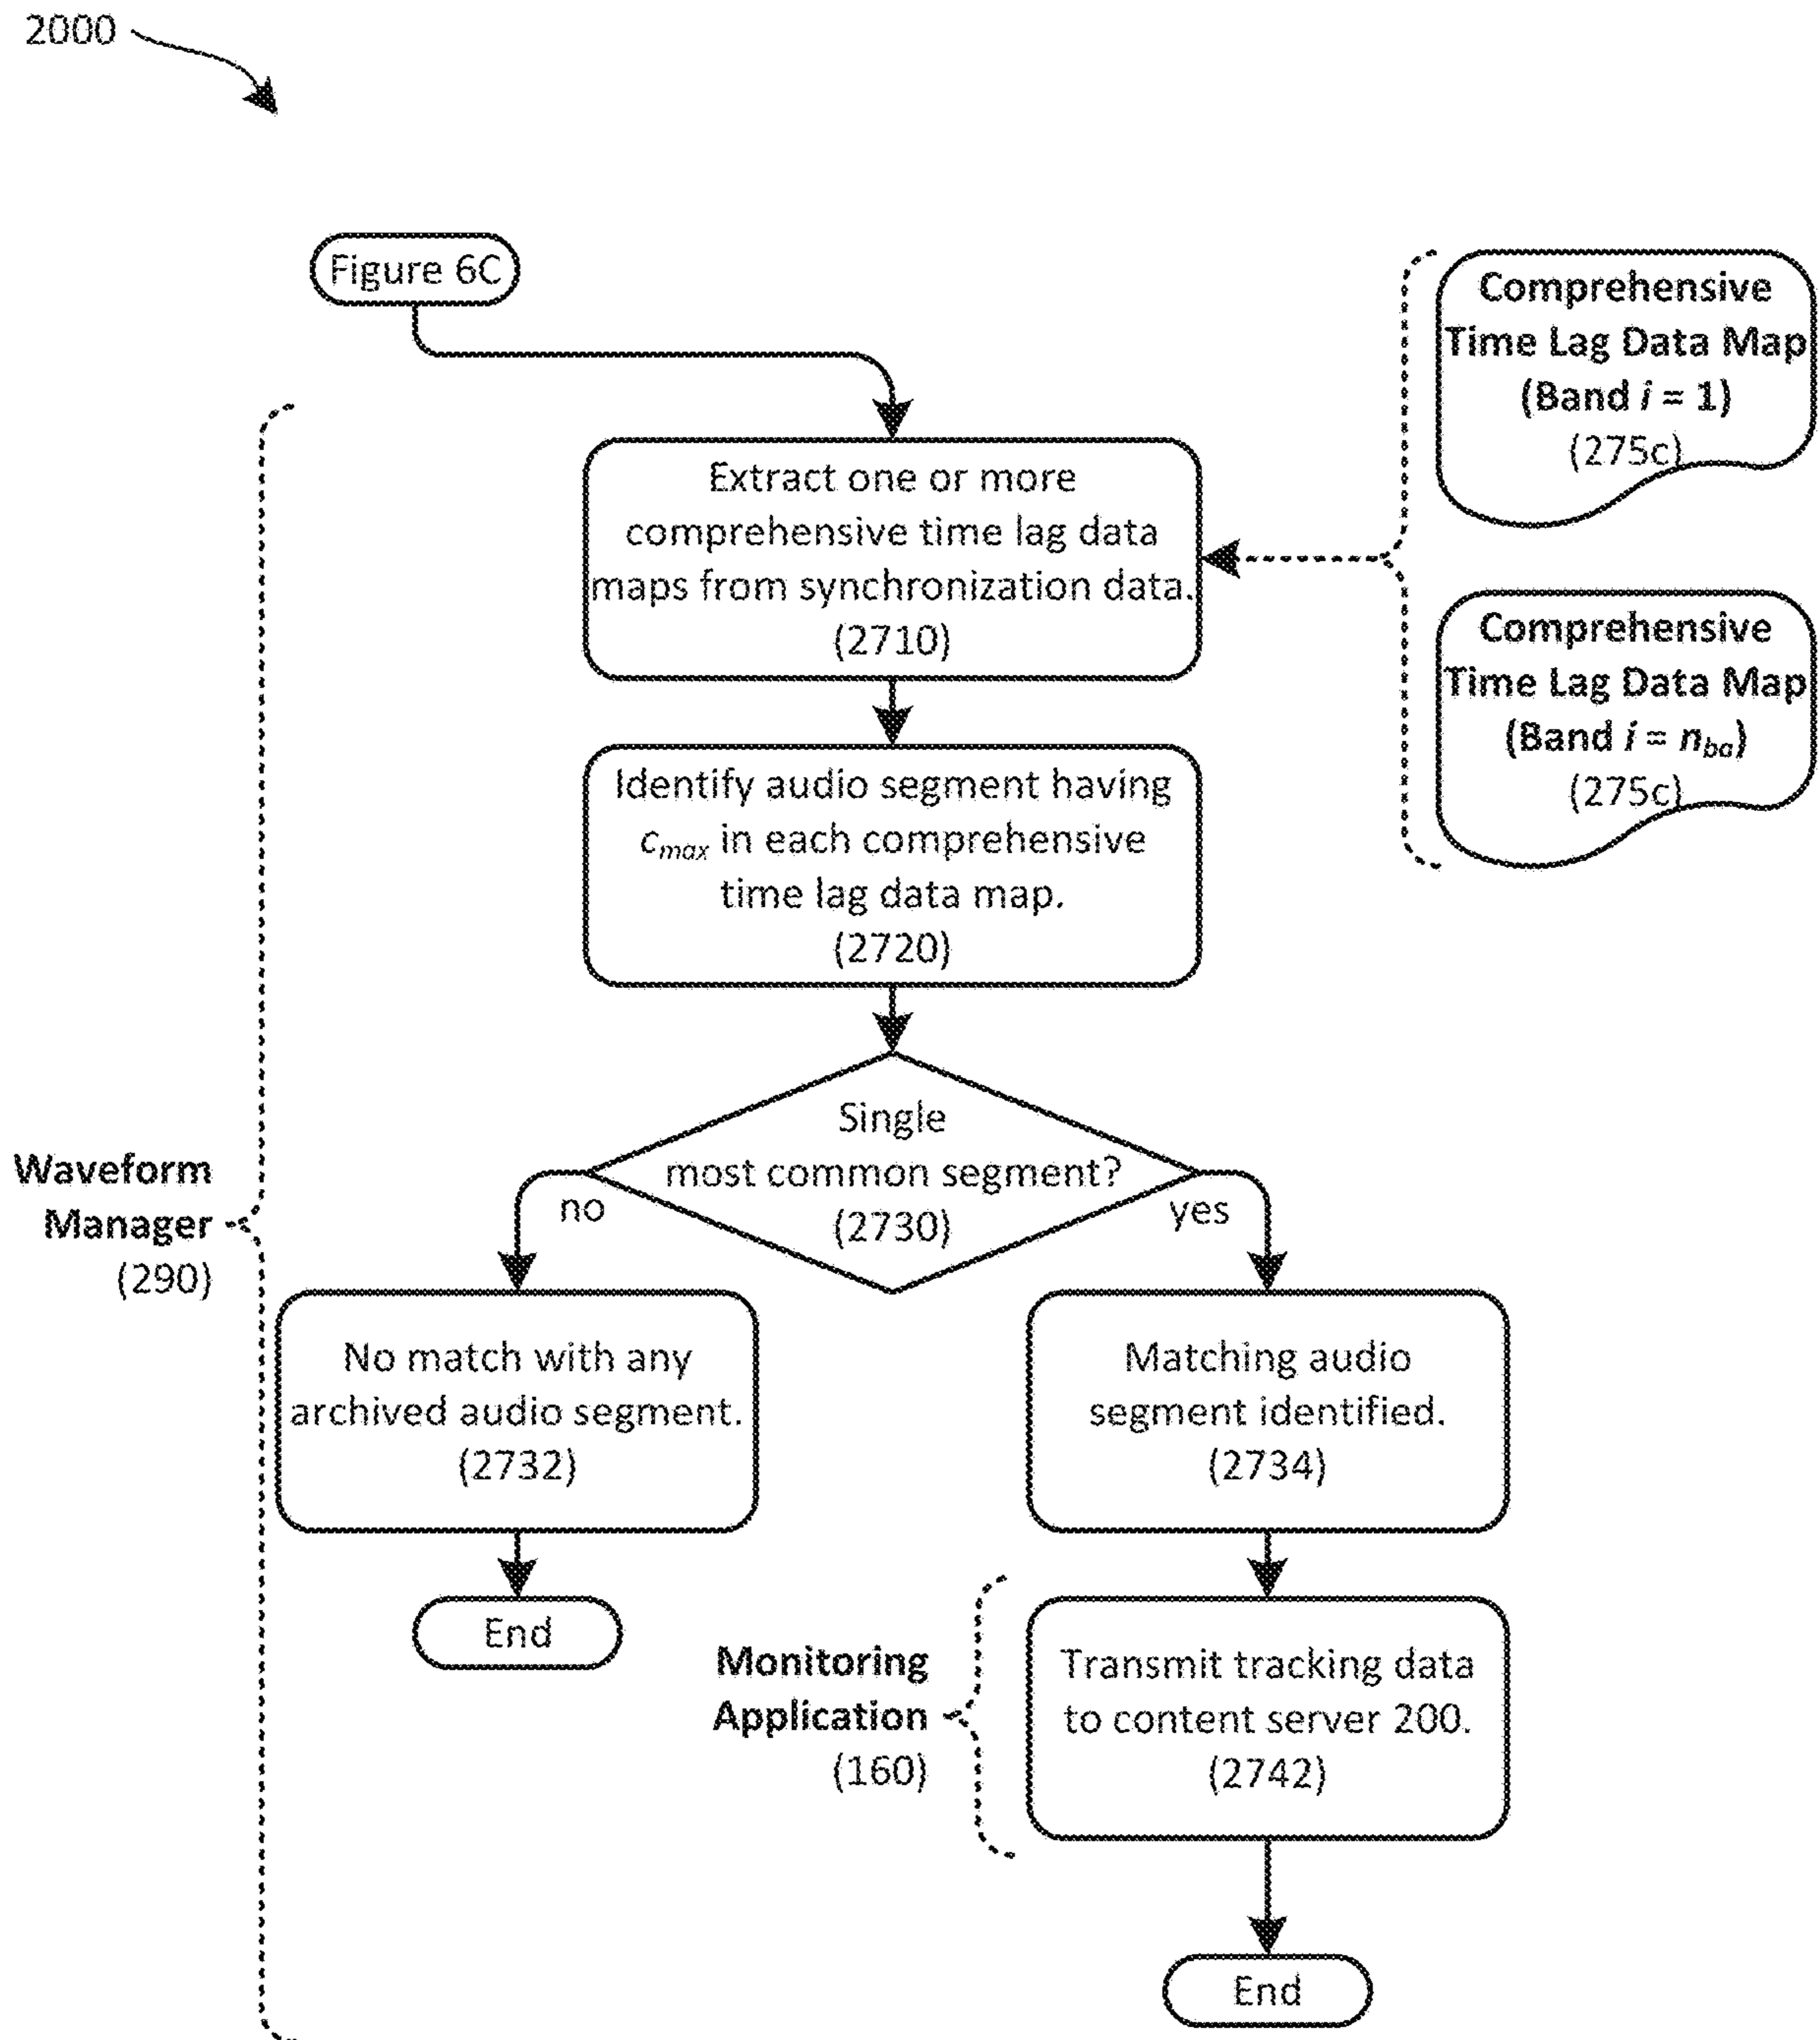 2000
Figure 6C
Comprehensive
Time Lag Data Map
(Band i = 1)
(275c)
Extract one or more
comprehensive time lag data
maps from synchronization data.
(2710)
Comprehensive
Time Lag Data Map
(Band i = nba)
(275c)
Identify audio segment having
cmax in each comprehensive
time lag data map.
(2720)
Single
most common segment?
(2730)
no
yes
Waveform
Manager
(290)
No match with any
archived audio segment.
(2732)
Matching audio
segment identified.
(2734)
End
Monitoring
Application
(160)
Transmit tracking data
to content server 200.
(2742)
End